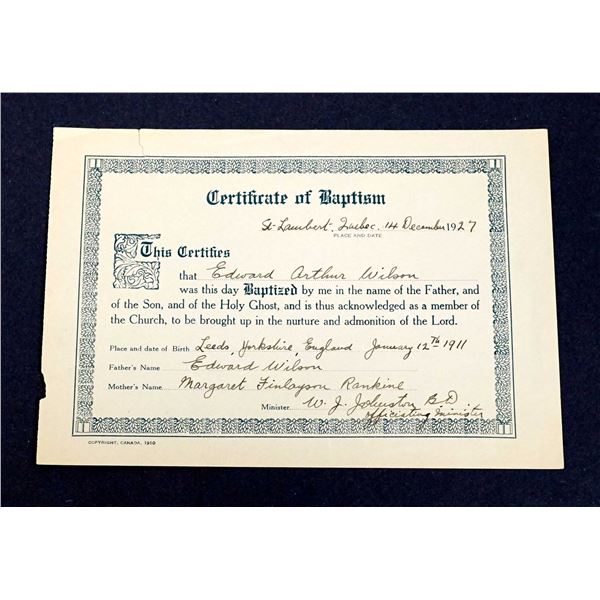 Certificate of Baptism
St. Lambert, Quebec. 14 December 1927
PLACE AND DATE
This Certifies
that Edward Arthur Wilson
was this day Baptized by me in the name of the Father, and
of the Son, and of the Holy Ghost, and is thus acknowledged as a member of
the Church, to be brought up in the nurture and admonition of the Lord.
Place and date of Birth Leeds, Yorkshire, England January 12th 1911
Father's Name Edward Wilson
Mother's Name Margaret Finlayson Rankine
Minister W. J. Johnston B.D
officiating minister
COPYRIGHT, CANADA, 1910